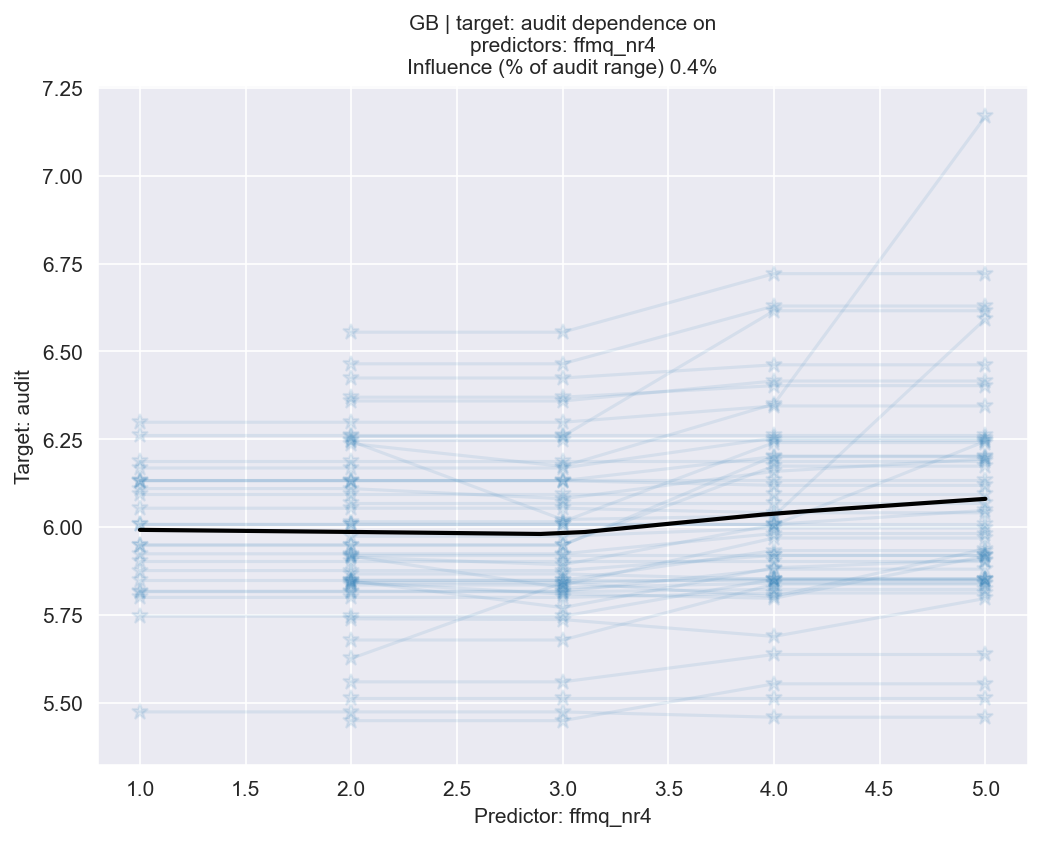 GB | target: audit dependence on
predictors: ffmq_nr4
Influence (% of audit range) 0.4%
7.25
7.00
6.75
6.50
6.25
6.00
5.75
5.50
Target: audit
1.0 1.5 2.0 2.5 3.0 3.5 4.0 4.5 5.0
Predictor: ffmq_nr4